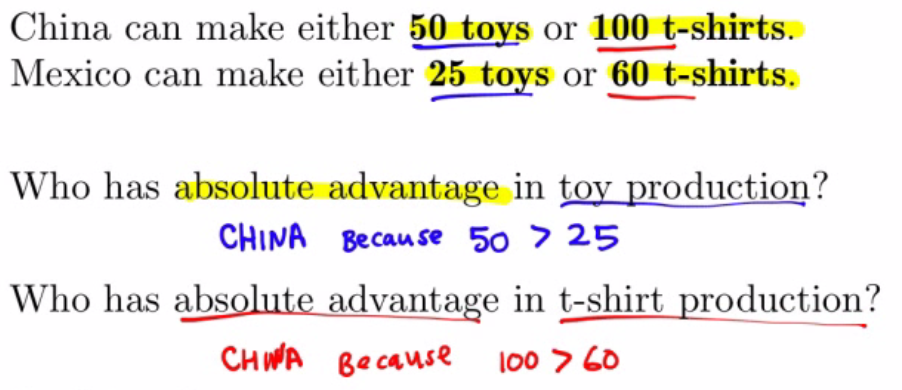 China can make either 50 toys or 100 t-shirts.
Mexico can make either 25 toys or 60 t-shirts.
Who has absolute advantage in toy production?
CHINA Because 50 > 25
Who has absolute advantage in t-shirt production?
CHINA Because 100 > 60